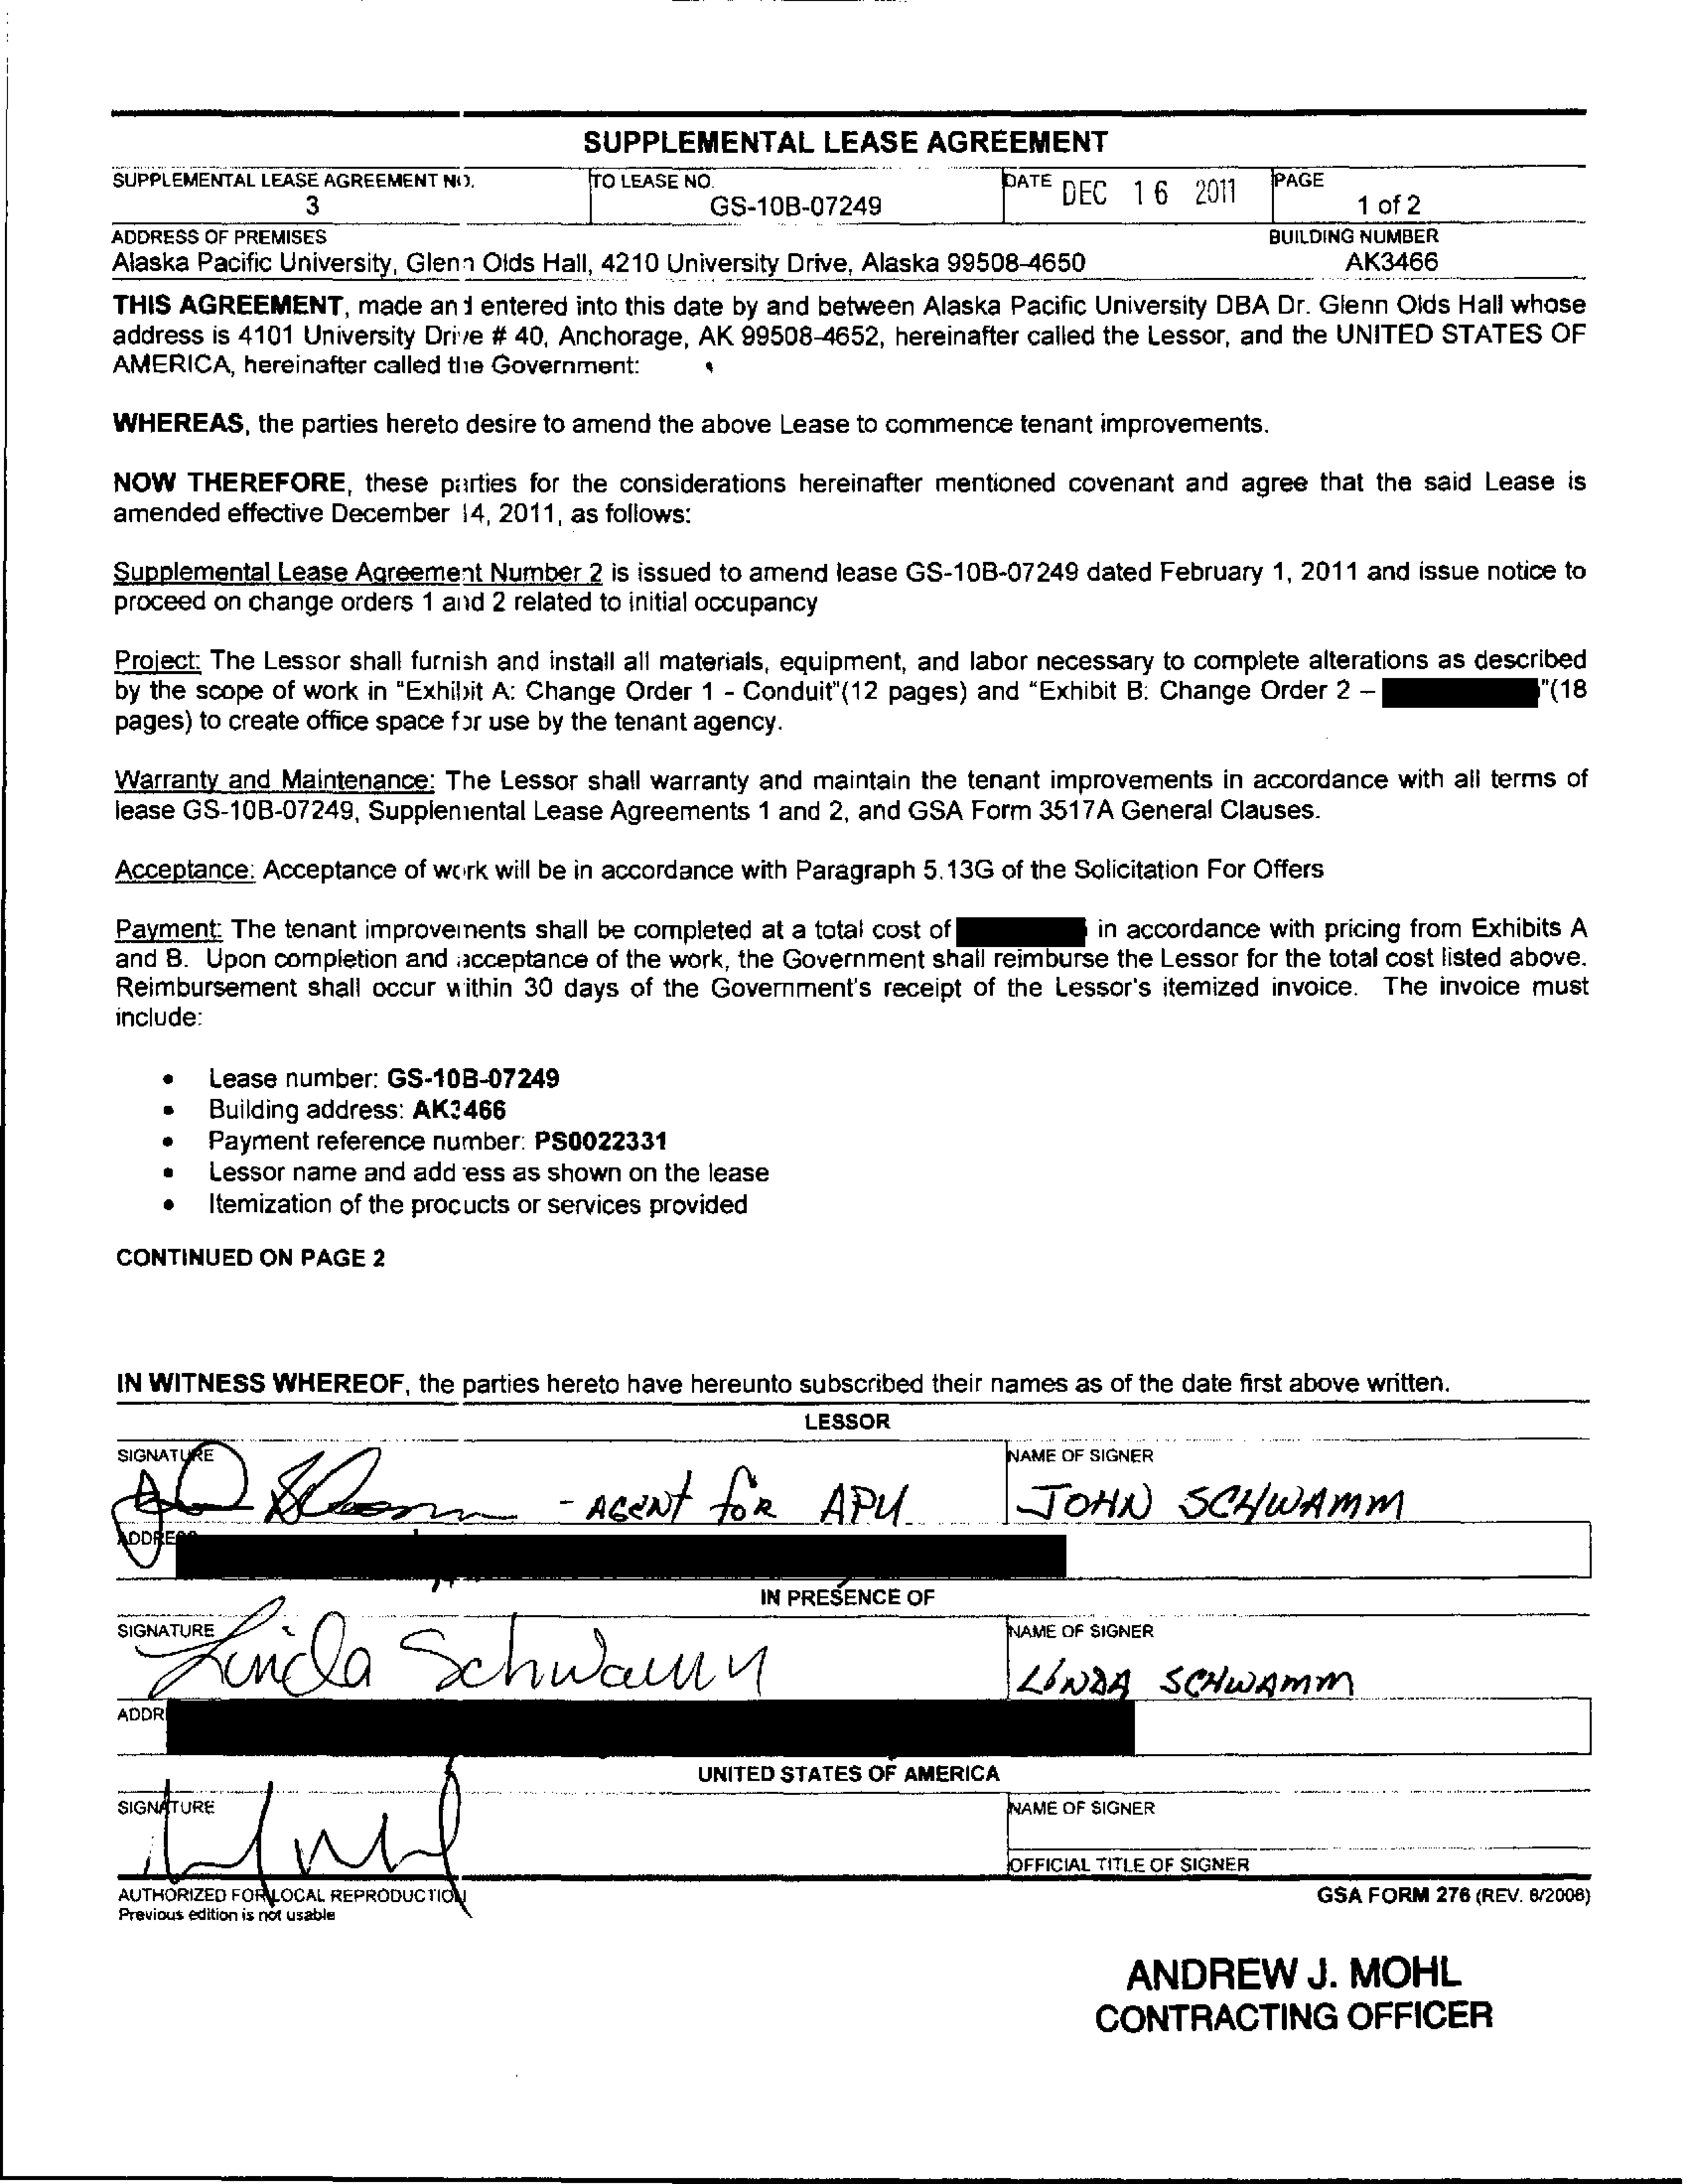 SUPPLEMENTAL LEASE AGREEMENT
SUPPLEMENTAL LEASE AGREEMENT NO.
TO LEASE NO.
DATE DEC 16 2011
PAGE
3
GS-10B-07249
1 of 2
ADDRESS OF PREMISES
BUILDING NUMBER
Alaska Pacific University, Glenn Olds Hall, 4210 University Drive, Alaska 99508-4650
AK3466
THIS AGREEMENT, made and entered into this date by and between Alaska Pacific University DBA Dr. Glenn Olds Hall whose
address is 4101 University Drive # 40, Anchorage, AK 99508-4652, hereinafter called the Lessor, and the UNITED STATES OF
AMERICA, hereinafter called the Government:
WHEREAS, the parties hereto desire to amend the above Lease to commence tenant improvements.
NOW THEREFORE, these parties for the considerations hereinafter mentioned covenant and agree that the said Lease is
amended effective December 14, 2011, as follows:
Supplemental Lease Agreement Number 2 is issued to amend lease GS-10B-07249 dated February 1, 2011 and issue notice to
proceed on change orders 1 and 2 related to initial occupancy
Project: The Lessor shall furnish and install all materials, equipment, and labor necessary to complete alterations as described
by the scope of work in "Exhibit A: Change Order 1 - Conduit"(12 pages) and "Exhibit B: Change Order 2 – "(18
pages) to create office space for use by the tenant agency.
Warranty and Maintenance: The Lessor shall warranty and maintain the tenant improvements in accordance with all terms of
lease GS-10B-07249, Supplemental Lease Agreements 1 and 2, and GSA Form 3517A General Clauses.
Acceptance: Acceptance of work will be in accordance with Paragraph 5.13G of the Solicitation For Offers
Payment: The tenant improvements shall be completed at a total cost of in accordance with pricing from Exhibits A
and B. Upon completion and acceptance of the work, the Government shall reimburse the Lessor for the total cost listed above.
Reimbursement shall occur within 30 days of the Government's receipt of the Lessor's itemized invoice. The invoice must
include:
• Lease number: GS-10B-07249
• Building address: AK3466
• Payment reference number: PS0022331
• Lessor name and address as shown on the lease
• Itemization of the products or services provided
CONTINUED ON PAGE 2
IN WITNESS WHEREOF, the parties hereto have hereunto subscribed their names as of the date first above written.
LESSOR
SIGNATURE
NAME OF SIGNER
- AGENT FOR APU
JOHN SCHWAMM
ADDRE
IN PRESENCE OF
SIGNATURE
NAME OF SIGNER
Linda Schwamm
LINDA SCHWAMM
ADDR
UNITED STATES OF AMERICA
SIGNATURE
NAME OF SIGNER
OFFICIAL TITLE OF SIGNER
AUTHORIZED FOR LOCAL REPRODUCTION
Previous edition is not usable
GSA FORM 276 (REV. 8/2006)
ANDREW J. MOHL
CONTRACTING OFFICER